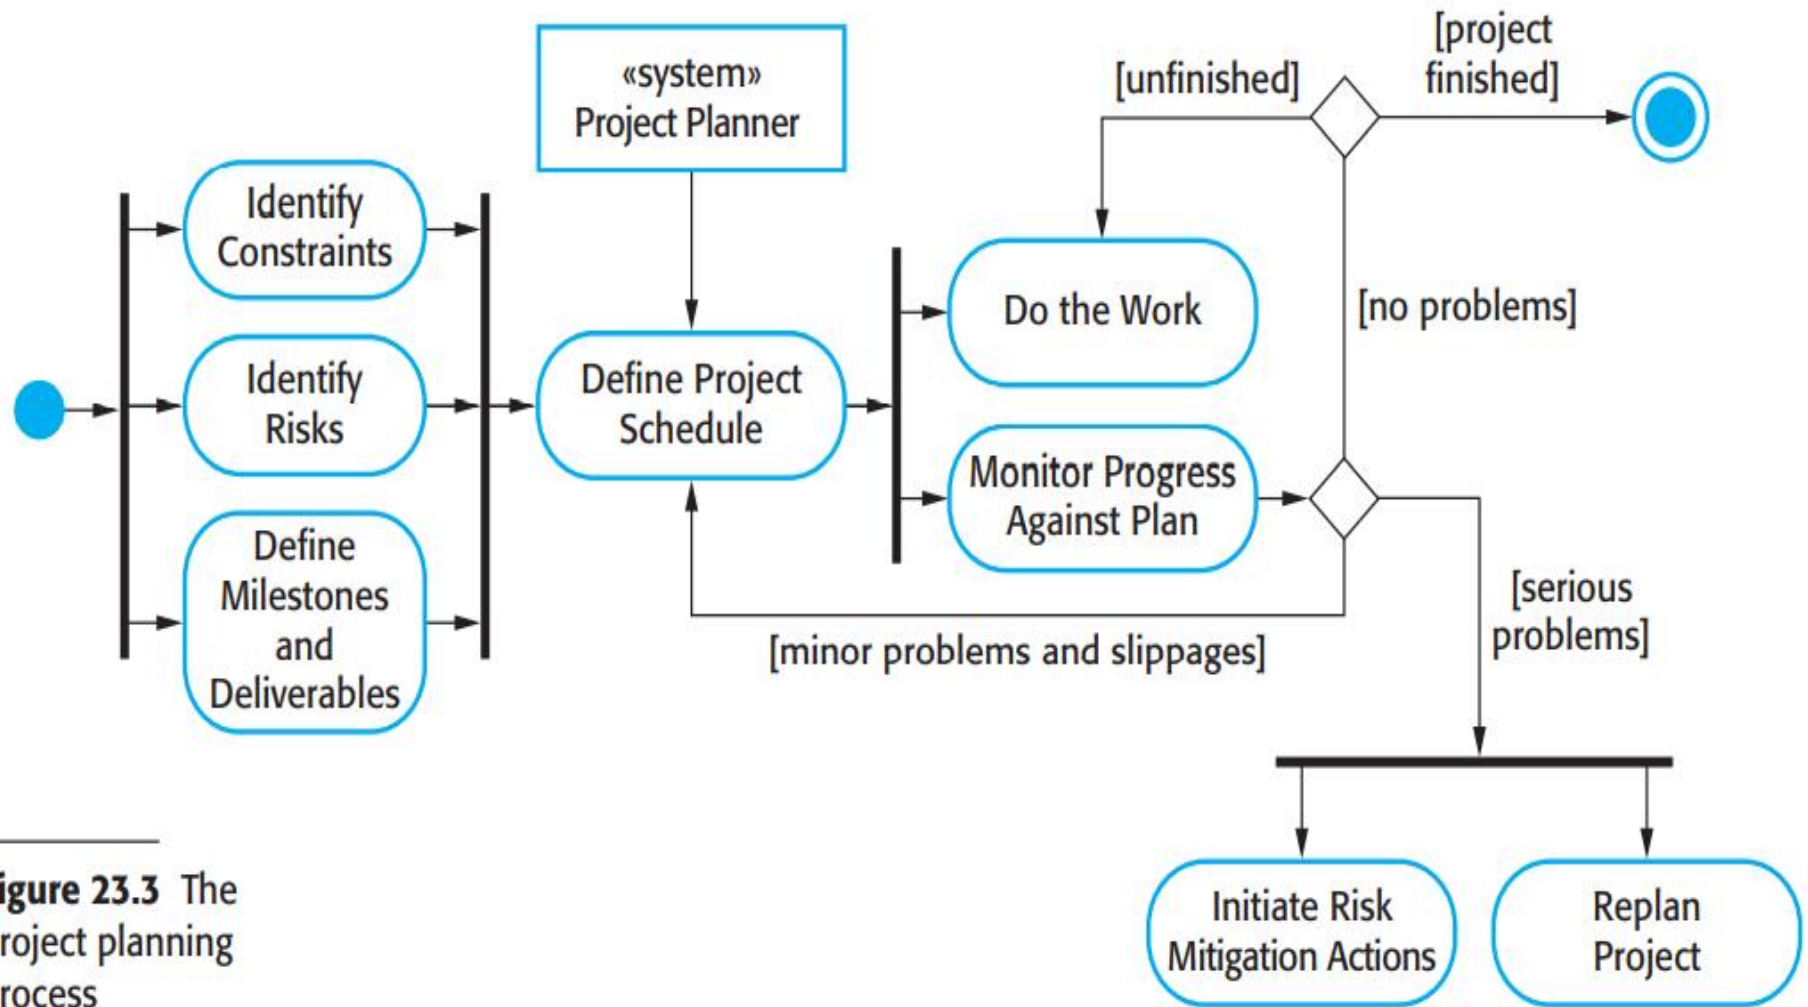 [project
finished]
[unfinished]
«system»
Project Planner
Identify
Constraints
Do the Work
[no problems]
Identify
Risks
Define Project
Schedule
Monitor Progress
Against Plan
Define
Milestones
and
Deliverables
[serious
problems]
[minor problems and slippages]
igure 23.3 The
roject planning
rocess
Initiate Risk
Mitigation Actions
Replan
Project